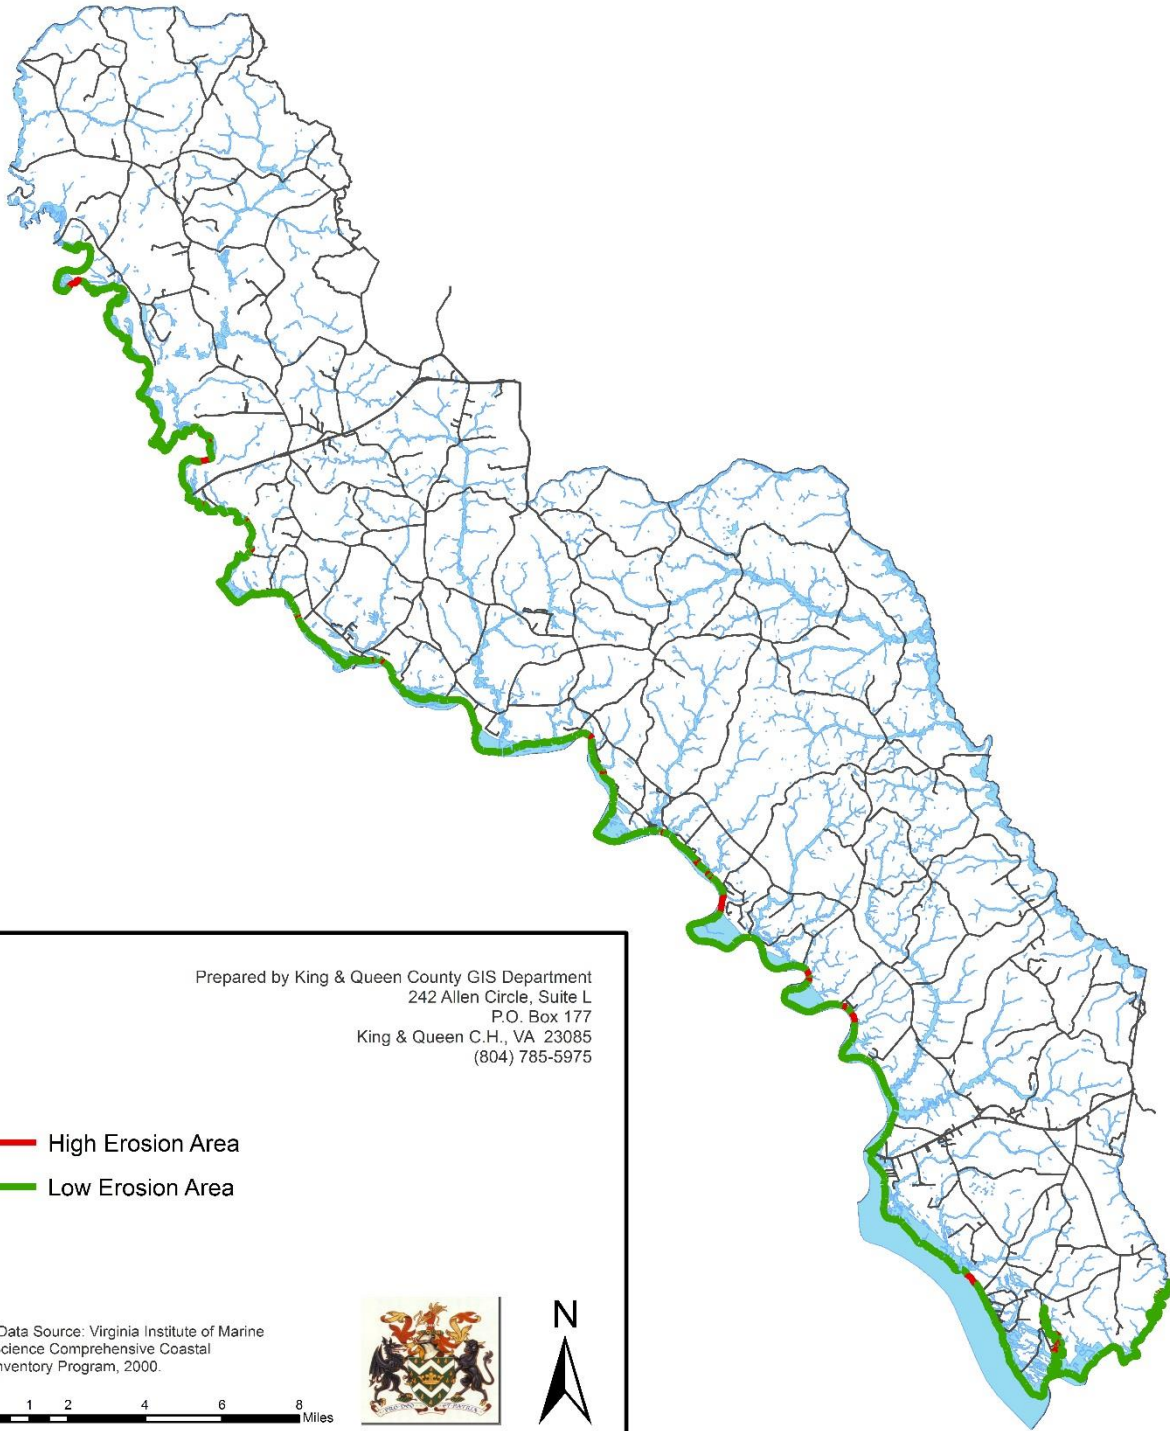 Prepared by King & Queen County GIS Department
242 Allen Circle, Suite L
P.O. Box 177
King & Queen C.H., VA 23085
(804) 785-5975
High Erosion Area
Low Erosion Area
Data Source: Virginia Institute of Marine
Science Comprehensive Coastal
nventory Program, 2000.
N
1 2 4 6 8
Miles